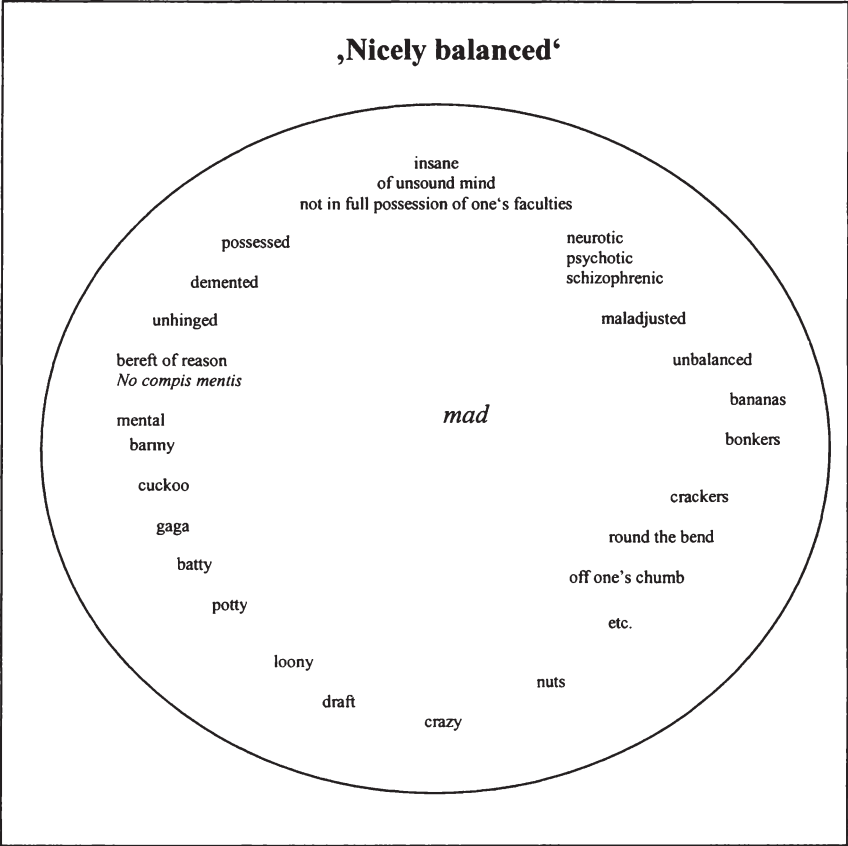 ‚Nicely balanced‘
insane
of unsound mind
not in full possession of one‘s faculties
possessed
neurotic
psychotic
schizophrenic
demented
unhinged
maladjusted
bereft of reason
No compis mentis
unbalanced
bananas
mad
mental
barmy
bonkers
cuckoo
crackers
gaga
round the bend
batty
off one’s chumb
potty
etc.
loony
nuts
draft
crazy